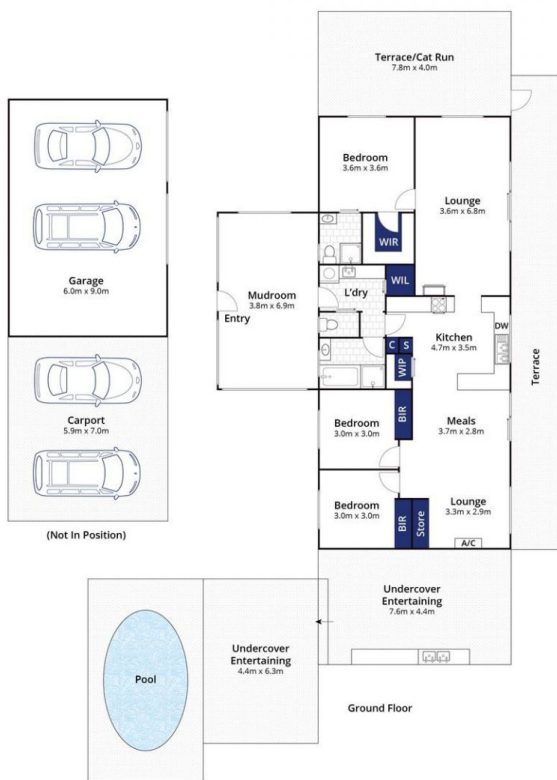 Terrace/Cat Run
7.8m x 4.0m
Bedroom
3.6m x 3.6m
Lounge
3.6m x 6.8m
WIR
Garage
6.0m x 9.0m
Mudroom
3.8m x 6.9m
Entry
L'dry
WIL
Kitchen
4.7m x 3.5m
DW
C
S
WIP
Terrace
Carport
5.9m x 7.0m
(Not In Position)
Bedroom
3.0m x 3.0m
BIR
Meals
3.7m x 2.8m
Bedroom
3.0m x 3.0m
BIR
Store
Lounge
3.3m x 2.9m
A/C
Undercover
Entertaining
7.6m x 4.4m
Undercover
Entertaining
4.4m x 6.3m
Pool
Ground Floor